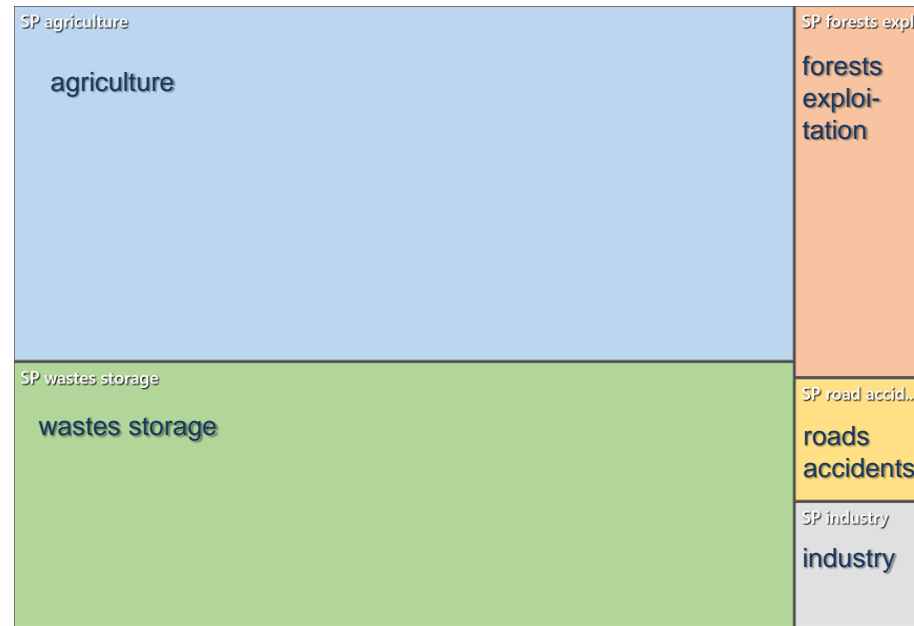 SP agriculture
agriculture
SP forests expl
forests
exploi-
tation
SP wastes storage
wastes storage
SP road accid...
roads
accidents
SP industry
industry